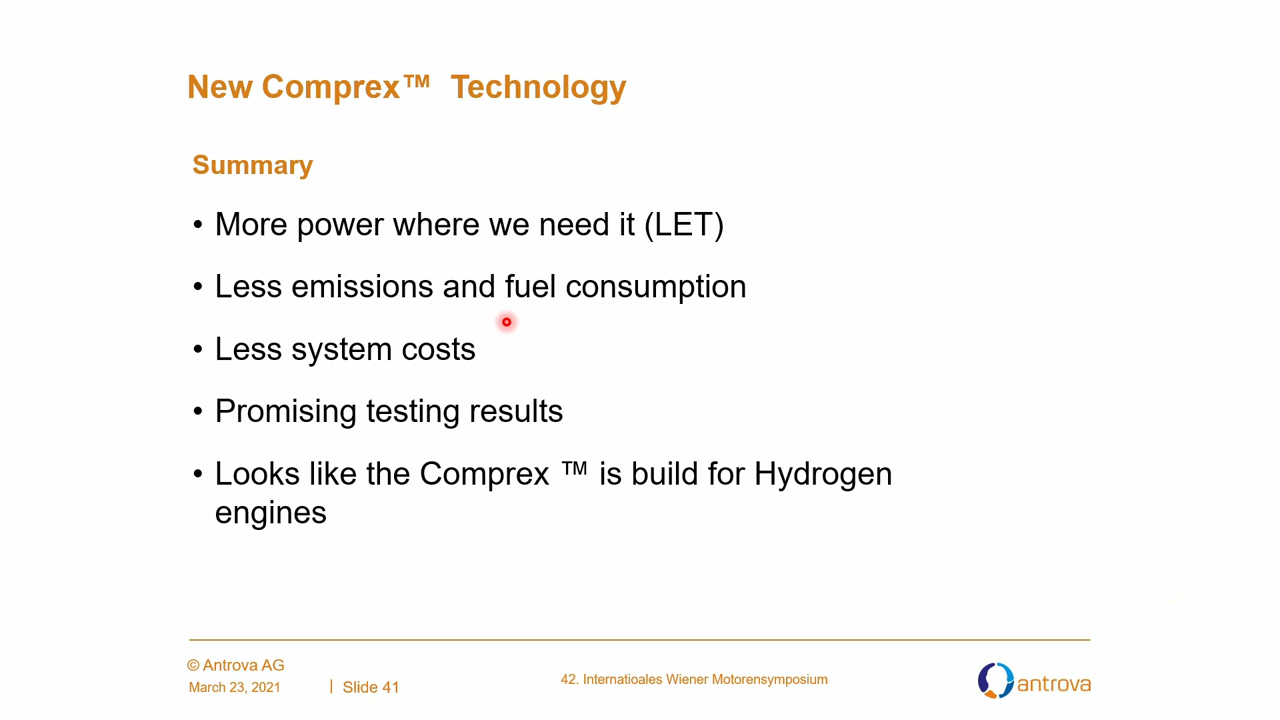 New Comprex™ Technology
Summary
• More power where we need it (LET)
• Less emissions and fuel consumption
• Less system costs
• Promising testing results
• Looks like the Comprex ™ is build for Hydrogen
engines
© Antrova AG
March 23, 2021 | Slide 41
42. Internatioales Wiener Motorensymposium
antrova